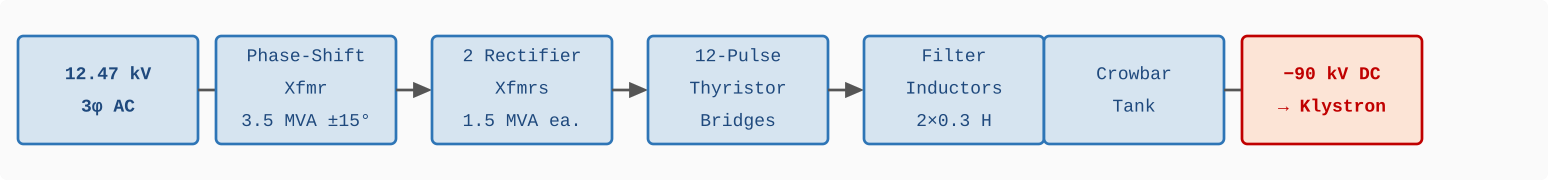 12.47 kV
3φ AC
Phase-Shift
Xfmr
3.5 MVA ±15°
2 Rectifier
Xfmrs
1.5 MVA ea.
12-Pulse
Thyristor
Bridges
Filter
Inductors
2×0.3 H
Crowbar
Tank
−90 kV DC
→ Klystron